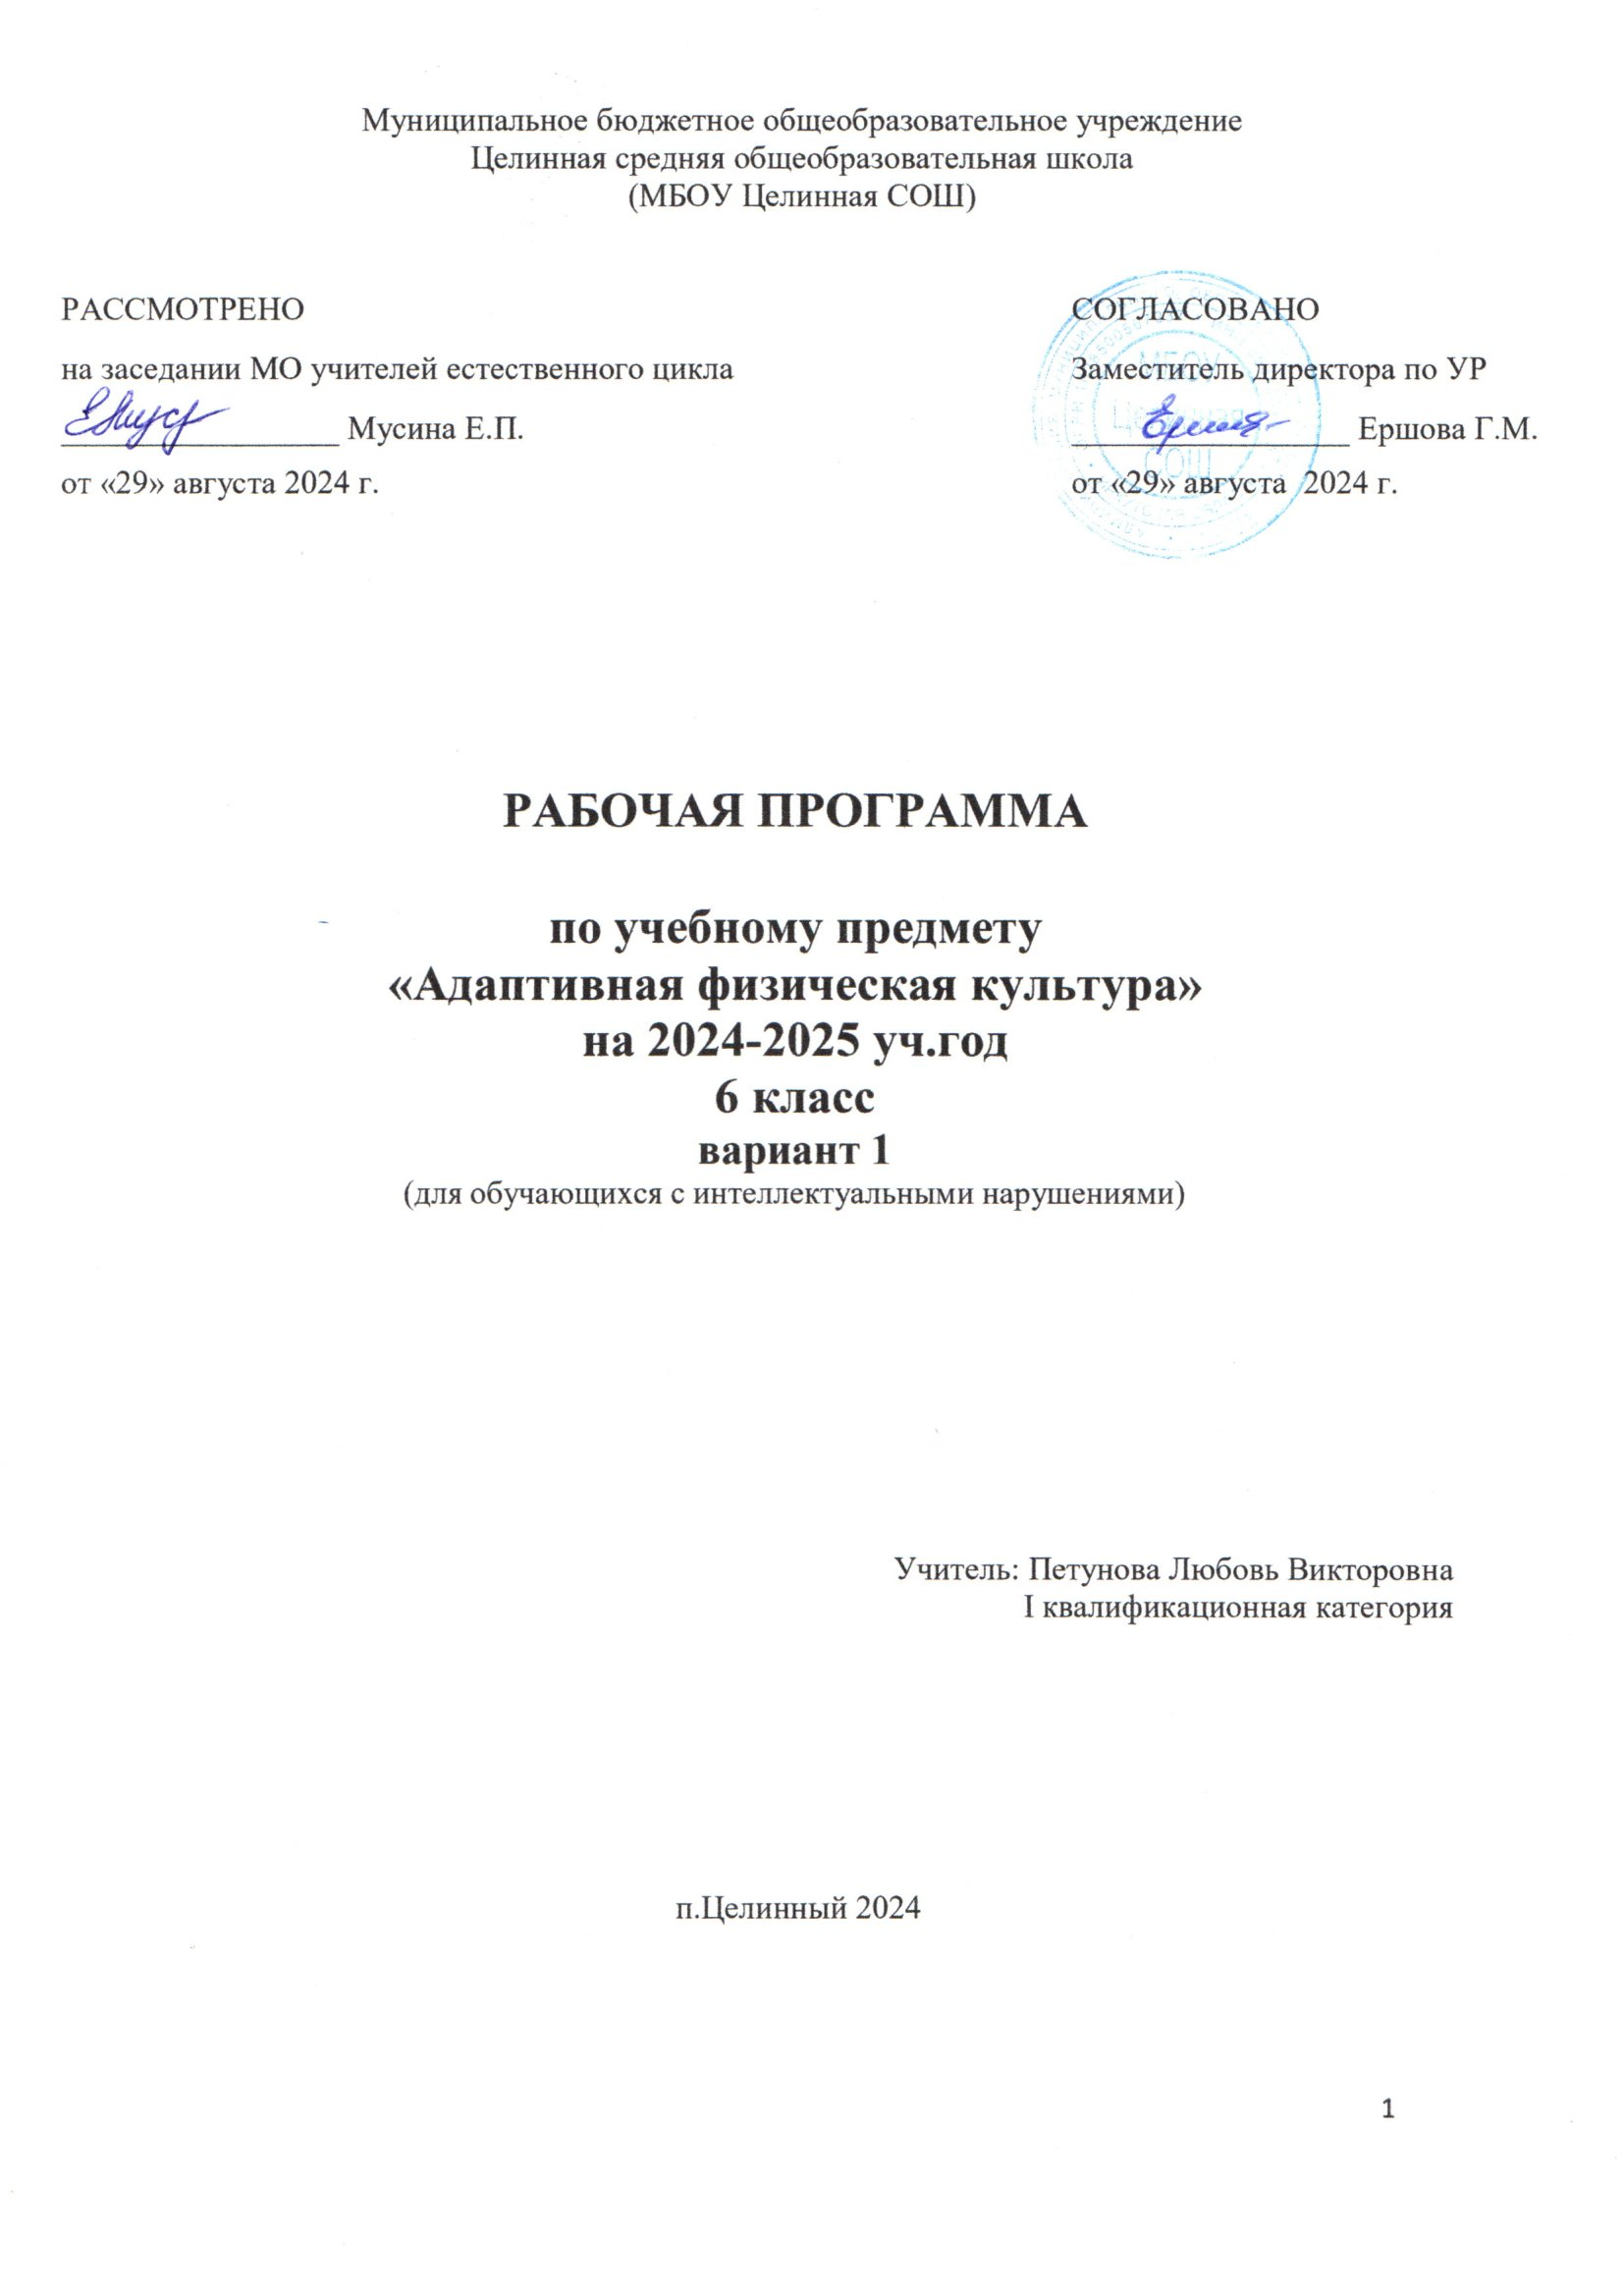 Муниципальное бюджетное общеобразовательное учреждение
Целинная средняя общеобразовательная школа
(МБОУ Целинная СОШ)
РАССМОТРЕНО
на заседании МО учителей естественного цикла
Мусина Е.П.
от «29» августа 2024 г.
СОГЛАСОВАНО
Заместитель директора по УР
Ершова Г.М.
от «29» августа 2024 г.
МБОУ
Целинная
СОШ
РАБОЧАЯ ПРОГРАММА
по учебному предмету
«Адаптивная физическая культура»
на 2024-2025 уч.год
6 класс
вариант 1
(для обучающихся с интеллектуальными нарушениями)
Учитель: Петунова Любовь Викторовна
I квалификационная категория
п.Целинный 2024
1